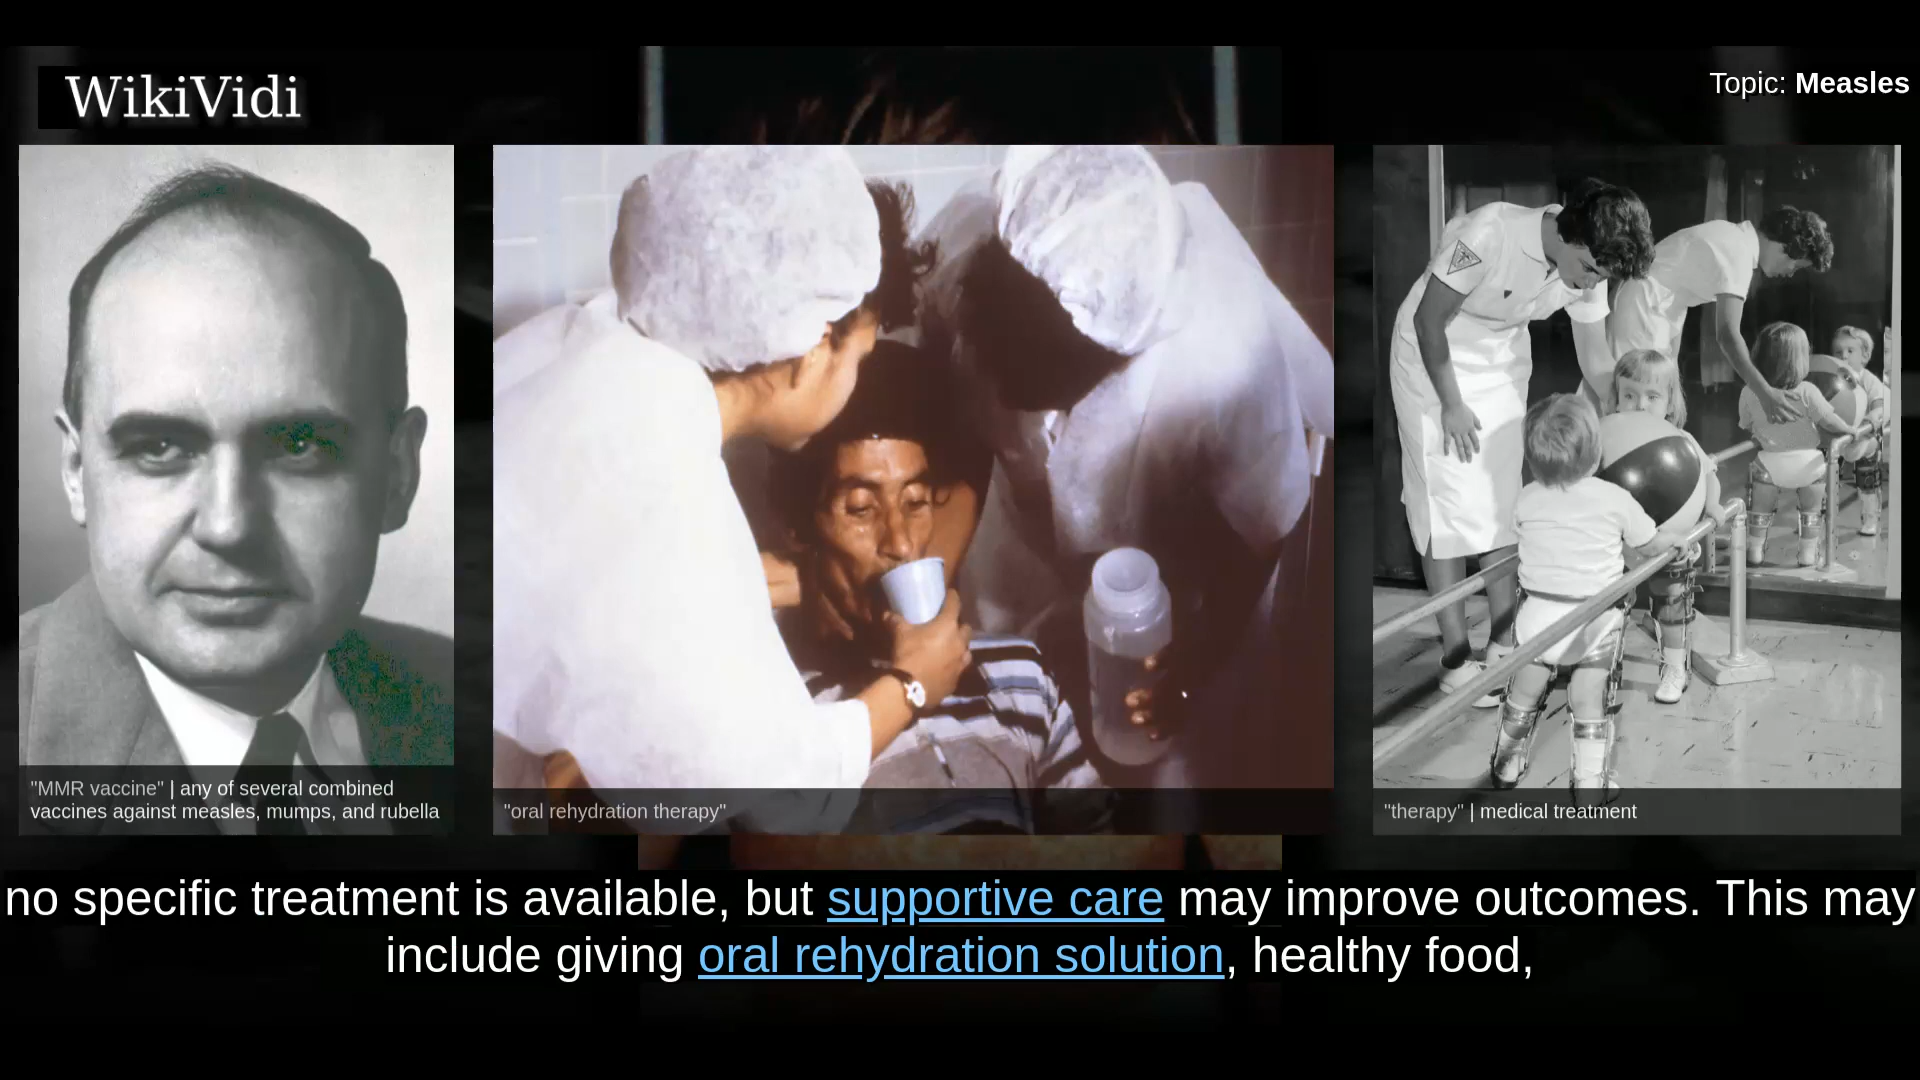 WikiVidi
Topic: Measles
"MMR vaccine" | any of several combined
vaccines against measles, mumps, and rubella
"oral rehydration therapy"
"therapy" | medical treatment
no specific treatment is available, but supportive care may improve outcomes. This may
include giving oral rehydration solution, healthy food,